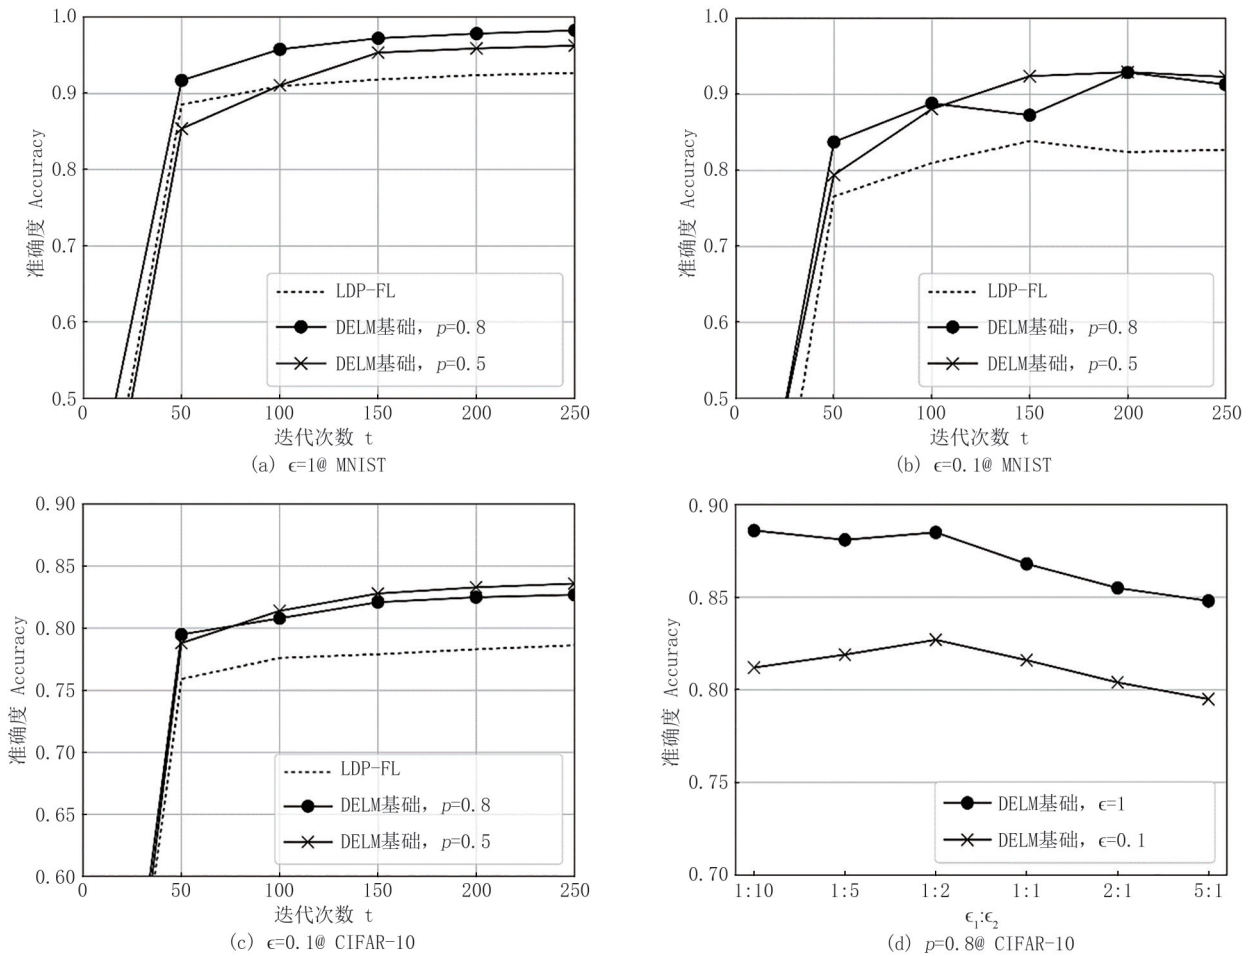 1.0
0.9
0.8
0.7
0.6
0.5
准确度 Accuracy
LDP-FL
DELM基础, p=0.8
DELM基础, p=0.5
0 50 100 150 200 250
迭代次数 t
(a) ϵ=1@ MNIST
1.0
0.9
0.8
0.7
0.6
0.5
准确度 Accuracy
LDP-FL
DELM基础, p=0.8
DELM基础, p=0.5
0 50 100 150 200 250
迭代次数 t
(b) ϵ=0.1@ MNIST
0.90
0.85
0.80
0.75
0.70
0.65
0.60
准确度 Accuracy
LDP-FL
DELM基础, p=0.8
DELM基础, p=0.5
0 50 100 150 200 250
迭代次数 t
(c) ϵ=0.1@ CIFAR-10
0.90
0.85
0.80
0.75
0.70
准确度 Accuracy
DELM基础, ϵ=1
DELM基础, ϵ=0.1
1:10 1:5 1:2 1:1 2:1 5:1
ϵ₁:ϵ₂
(d) p=0.8@ CIFAR-10